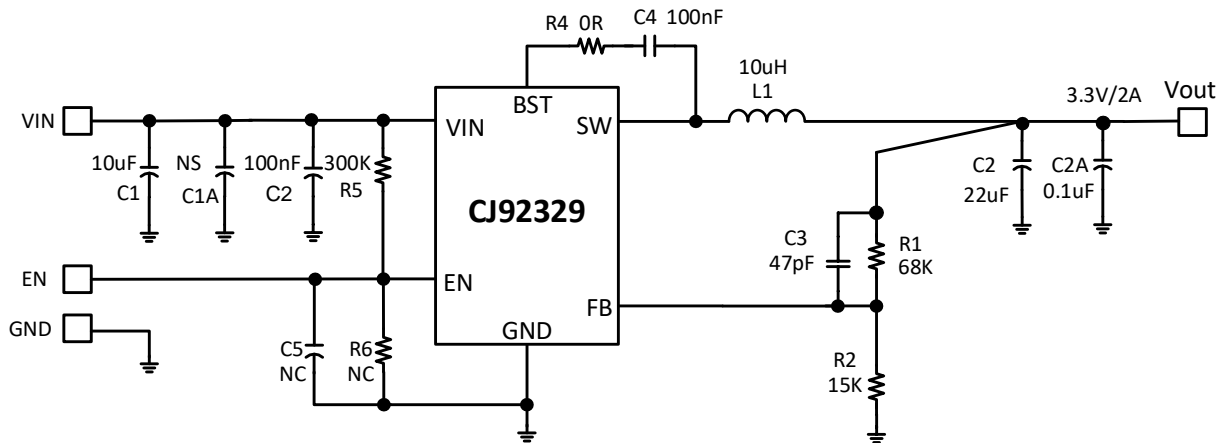 R4 0R
C4 100nF
10uH
L1
3.3V/2A
Vout
BST
VIN
VIN
SW
10uF
C1
NS
C1A
100nF
C2
300K
R5
CJ92329
C2
22uF
C2A
0.1uF
C3
47pF
R1
68K
EN
EN
FB
GND
GND
C5
NC
R6
NC
R2
15K